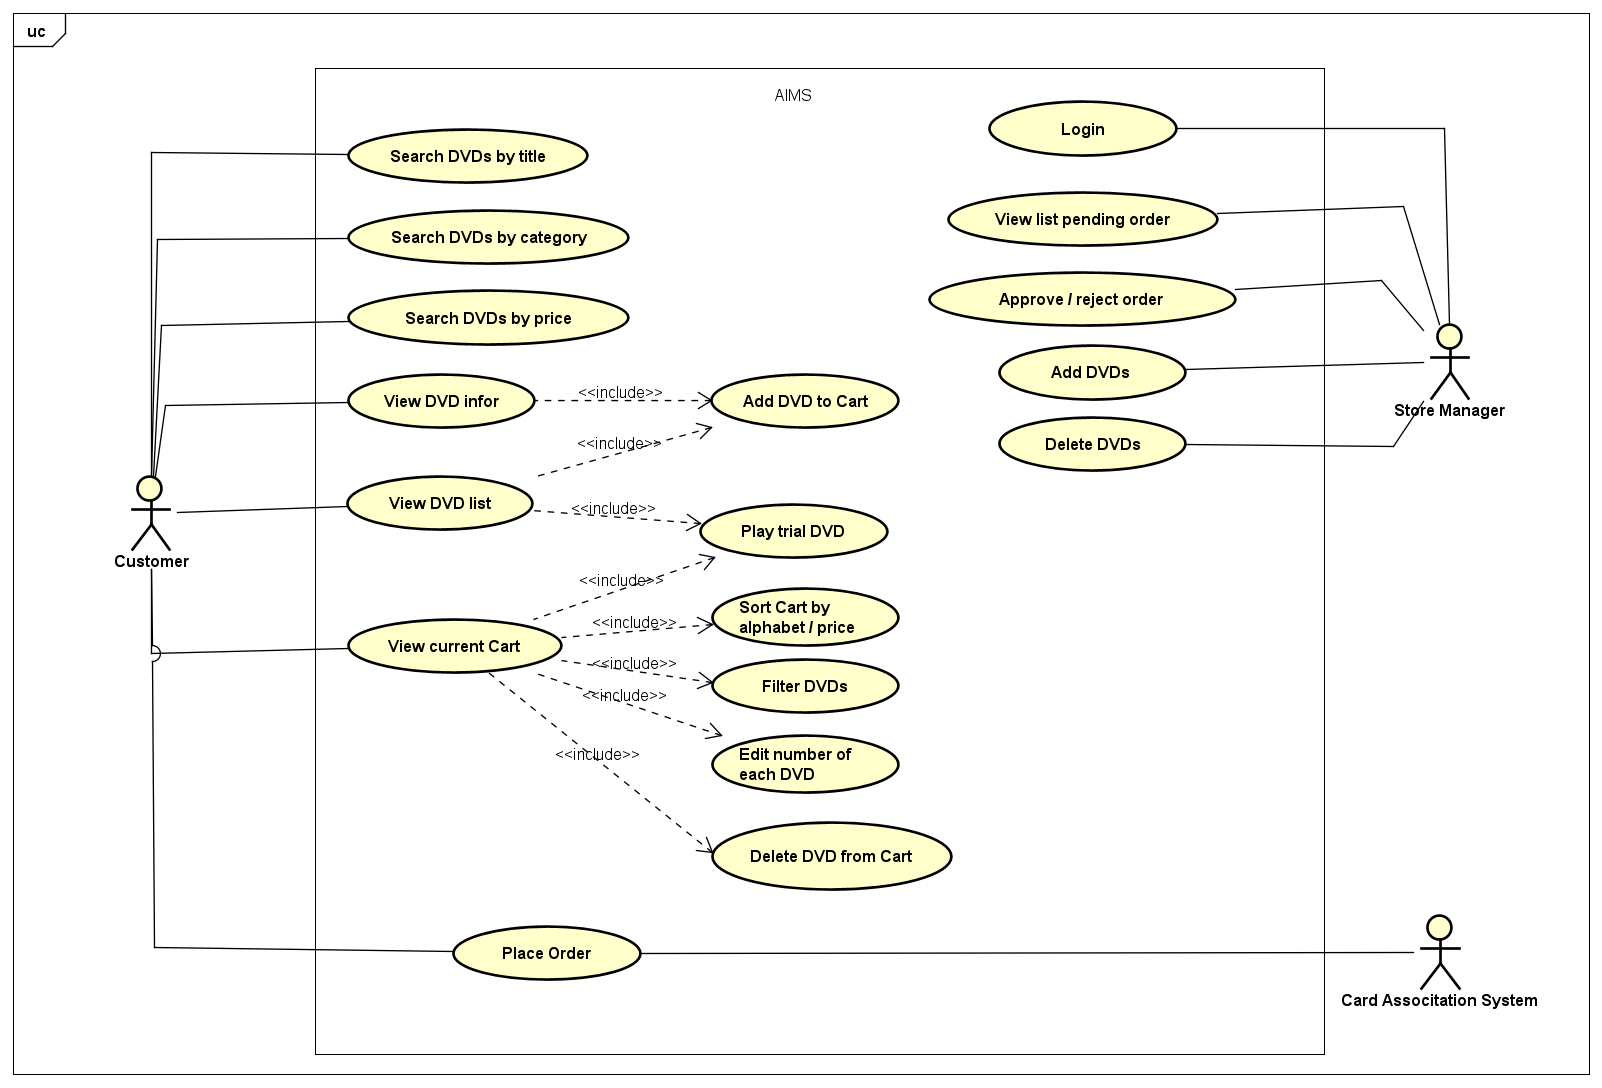 uc
AIMS
Login
Search DVDs by title
View list pending order
Search DVDs by category
Approve / reject order
Search DVDs by price
Add DVDs
View DVD infor
<<include>>
Add DVD to Cart
Store Manager
<<include>>
Delete DVDs
View DVD list
<<include>>
Play trial DVD
Customer
<<include>>
Sort Cart by
alphabet / price
<<include>>
View current Cart
<<include>>
Filter DVDs
<<include>>
Edit number of
each DVD
<<include>>
Delete DVD from Cart
Place Order
Card Associtation System